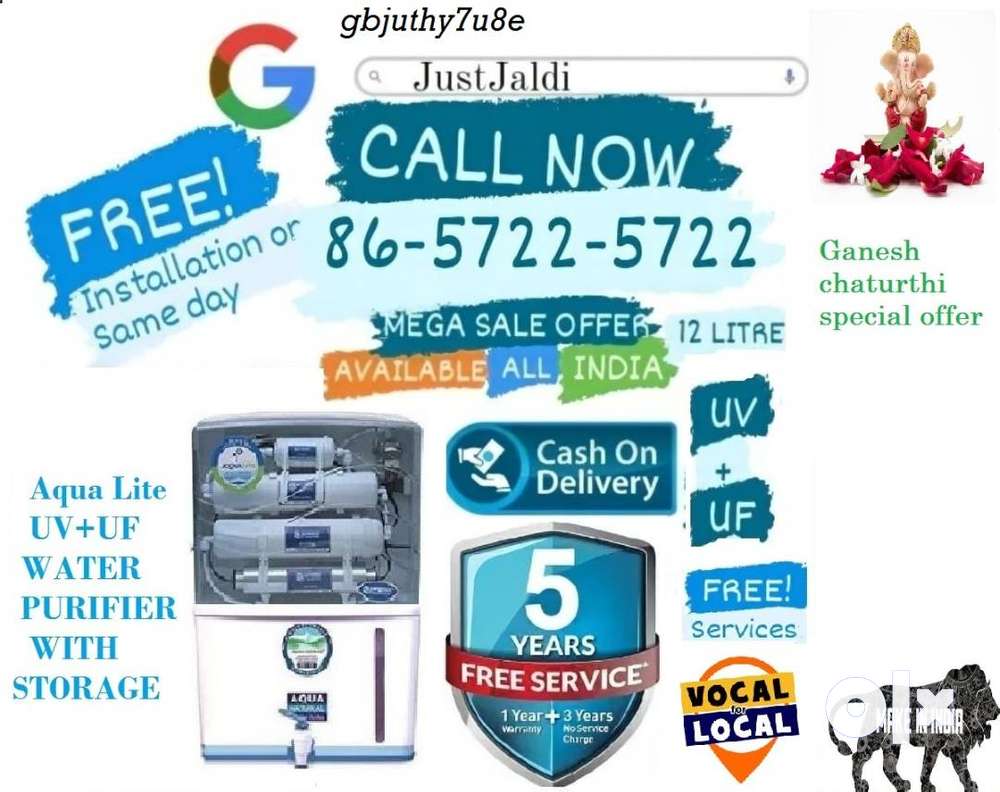 gbjuthy7u8e
G
JustJaldi
CALL NOW
86-5722-5722
FREE!
Installation or
Same day
MEGA SALE OFFER
12 LITRE
AVAILABLE ALL INDIA
Ganesh
chaturthi
special offer
UV
+
UF
Cash On
Delivery
Aqua Lite
UV+UF
WATER
PURIFIER
WITH
STORAGE
AQUA
5
YEARS
FREE SERVICE*
1 Year + 3 Years
Warranty No Service
Charge
FREE!
Services
VOCAL
for
LOCAL
olx
MAKE IN INDIA